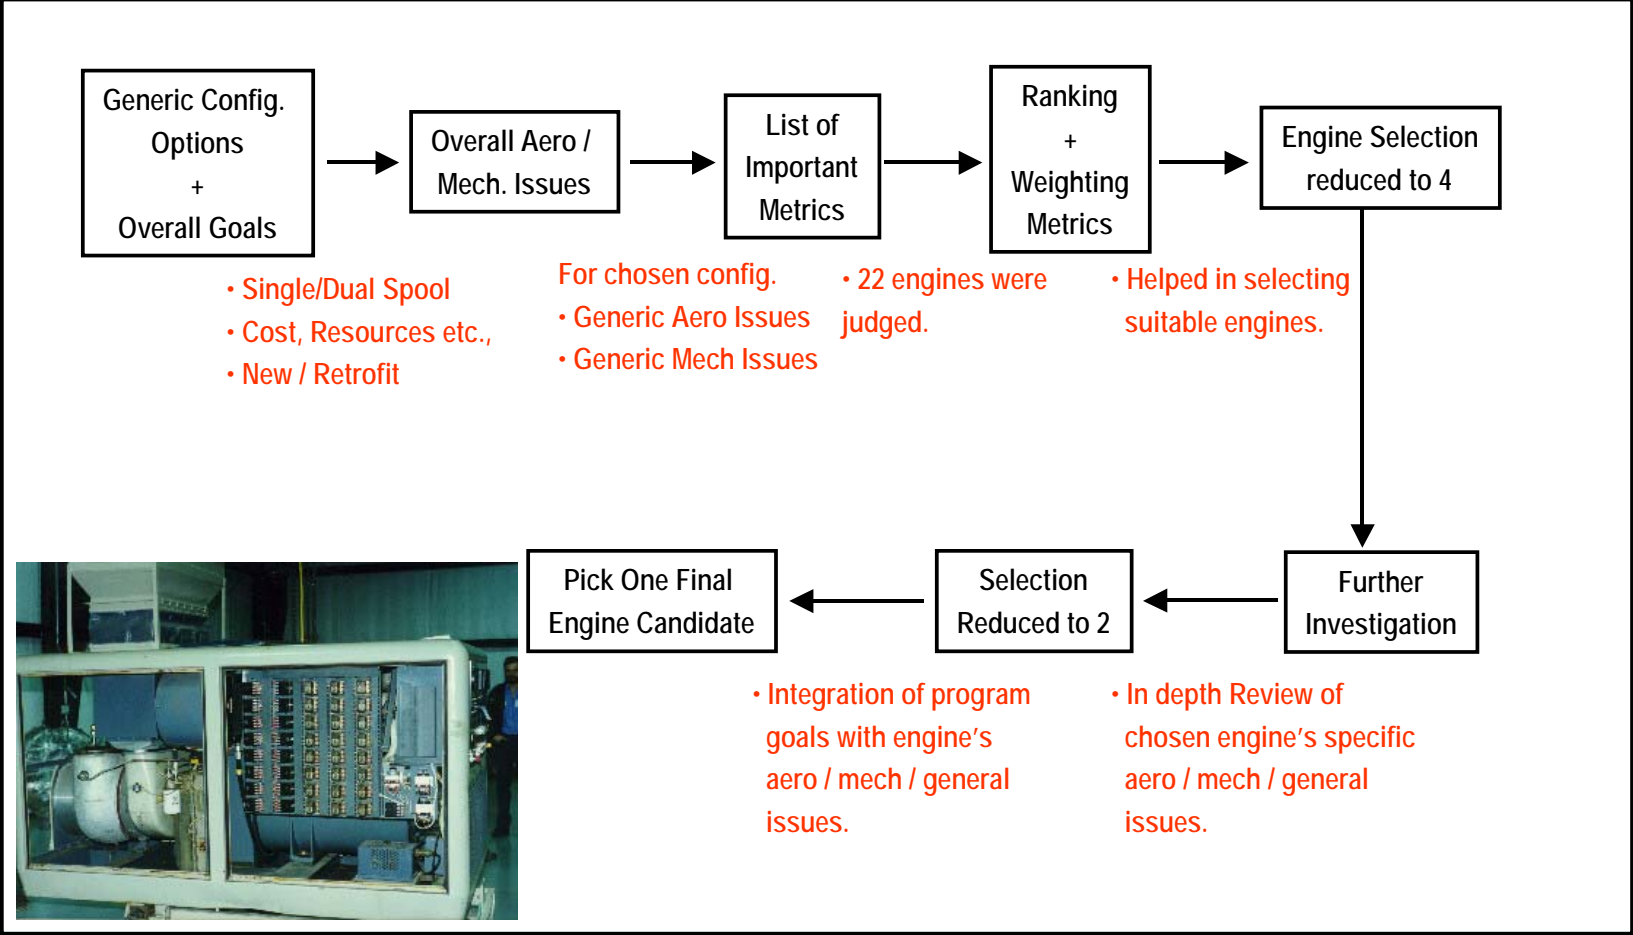 Generic Config.
Options
+
Overall Goals
Overall Aero /
Mech. Issues
List of
Important
Metrics
Ranking
+
Weighting
Metrics
Engine Selection
reduced to 4
• Single/Dual Spool
• Cost, Resources etc.,
• New / Retrofit
For chosen config.
• Generic Aero Issues
• Generic Mech Issues
• 22 engines were
judged.
• Helped in selecting
suitable engines.
Pick One Final
Engine Candidate
Selection
Reduced to 2
Further
Investigation
• Integration of program
goals with engine's
aero / mech / general
issues.
• In depth Review of
chosen engine's specific
aero / mech / general
issues.